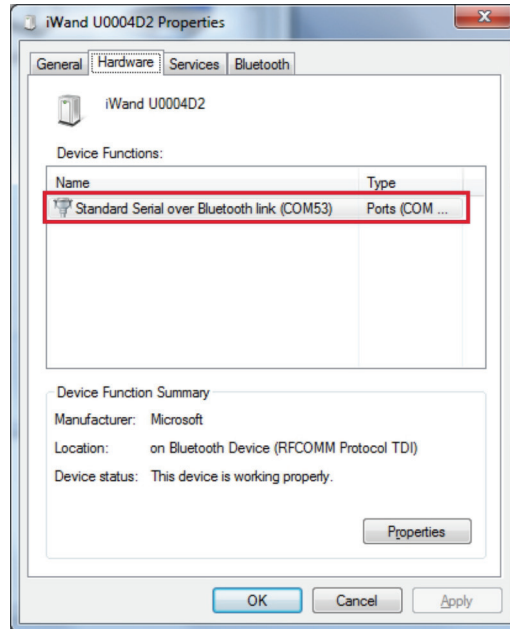 iWand U0004D2 Properties
General Hardware Services Bluetooth
iWand U0004D2
Device Functions:
Name Type
Standard Serial over Bluetooth link (COM53) Ports (COM ...
Device Function Summary
Manufacturer: Microsoft
Location: on Bluetooth Device (RFCOMM Protocol TDI)
Device status: This device is working properly.
Properties
OK Cancel Apply